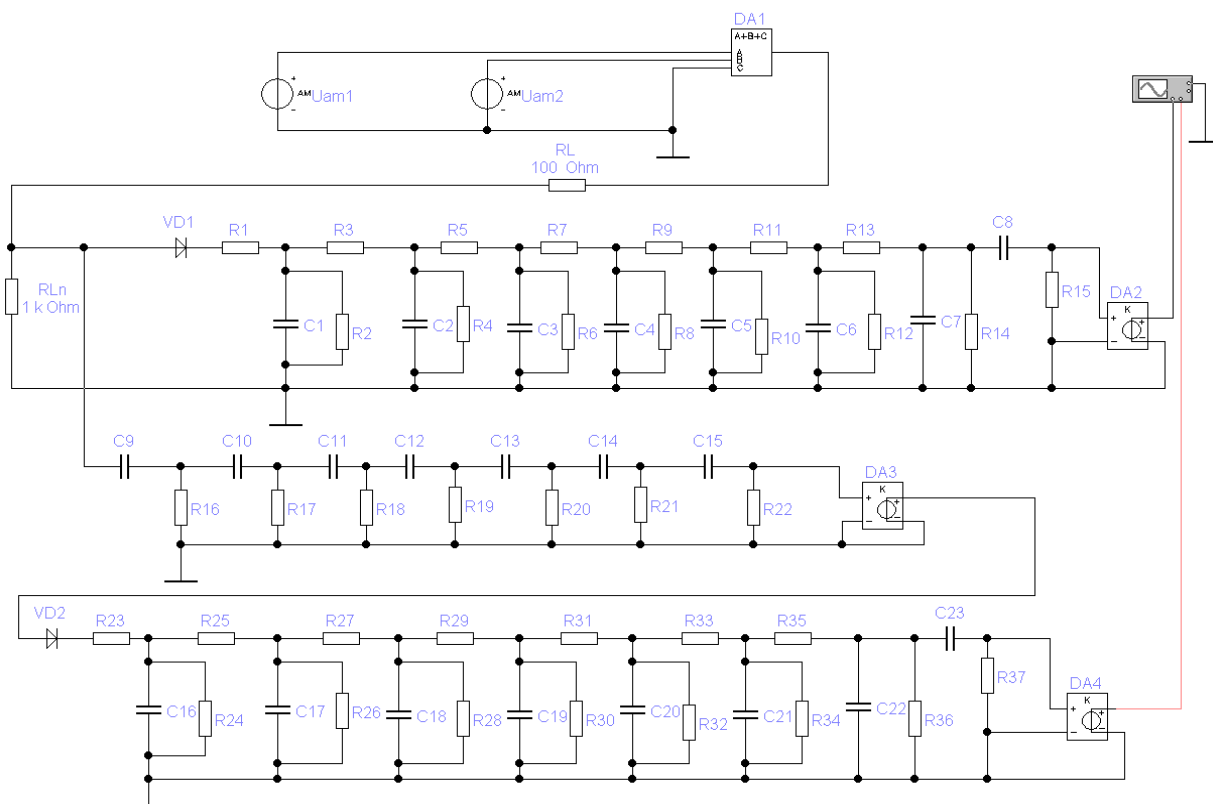 DA1
A+B+C
A
B
C
AM Uam1
AM Uam2
RL
100 Ohm
VD1
R1
R3
R5
R7
R9
R11
R13
C8
RLn
1 k Ohm
C1
R2
C2
R4
C3
R6
C4
R8
C5
R10
C6
R12
C7
R14
R15
DA2
K
+
-
+
-
C9
C10
C11
C12
C13
C14
C15
R16
R17
R18
R19
R20
R21
R22
DA3
K
+
-
+
-
VD2
R23
R25
R27
R29
R31
R33
R35
C23
C16
R24
C17
R26
C18
R28
C19
R30
C20
R32
C21
R34
C22
R36
R37
DA4
K
+
-
+
-